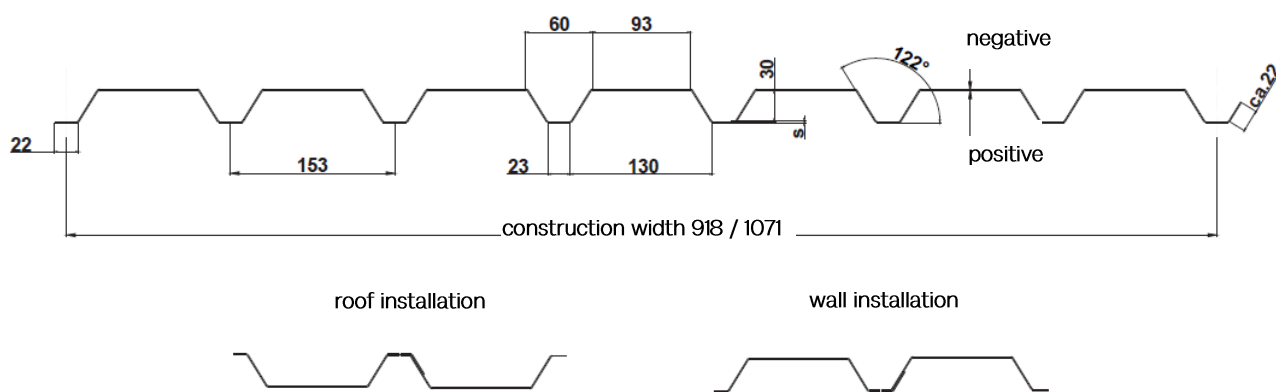 60
93
negative
30
122°
ca.22
22
s
153
23
130
positive
construction width 918 / 1071
roof installation
wall installation